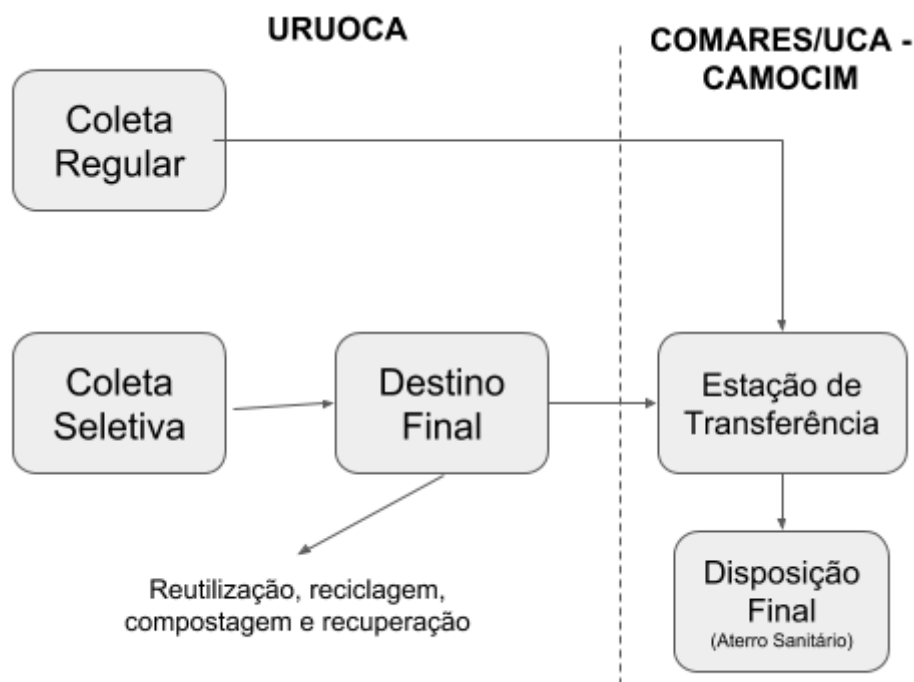 URUOCA
COMARES/UCA -
CAMOCIM
Coleta
Regular
Coleta
Seletiva
Destino
Final
Estação de
Transferência
Reutilização, reciclagem,
compostagem e recuperação
Disposição
Final
(Aterro Sanitário)